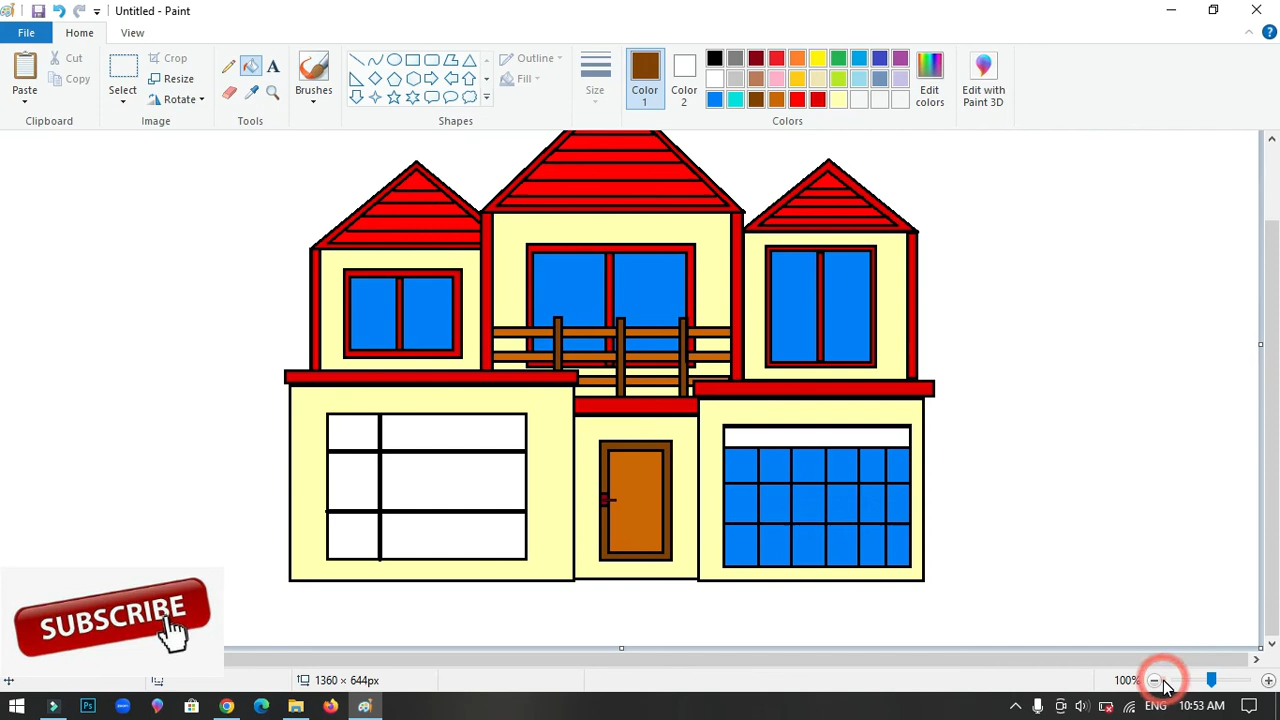 Untitled - Paint
File
Home
View
Paste
Cut
Copy
Clipboard
Select
Crop
Resize
Rotate
Image
Tools
Brushes
Shapes
Outline
Fill
Size
Color
1
Color
2
Colors
Edit
colors
Edit with
Paint 3D
SUBSCRIBE
1360 × 644px
100%
Ps
ENG
10:53 AM